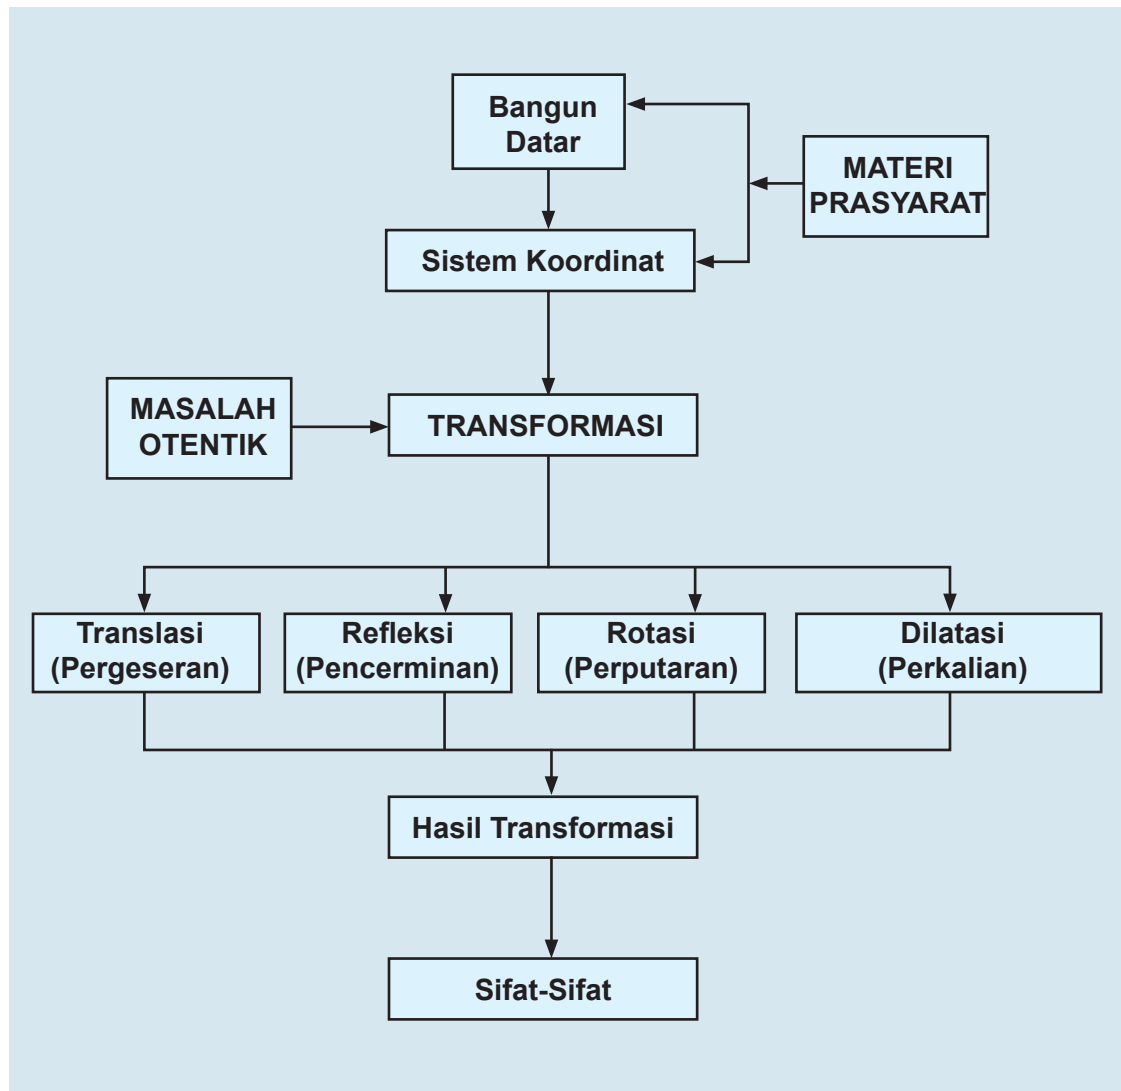 Bangun
Datar
MATERI
PRASYARAT
Sistem Koordinat
MASALAH
OTENTIK
TRANSFORMASI
Translasi
(Pergeseran)
Refleksi
(Pencerminan)
Rotasi
(Perputaran)
Dilatasi
(Perkalian)
Hasil Transformasi
Sifat-Sifat